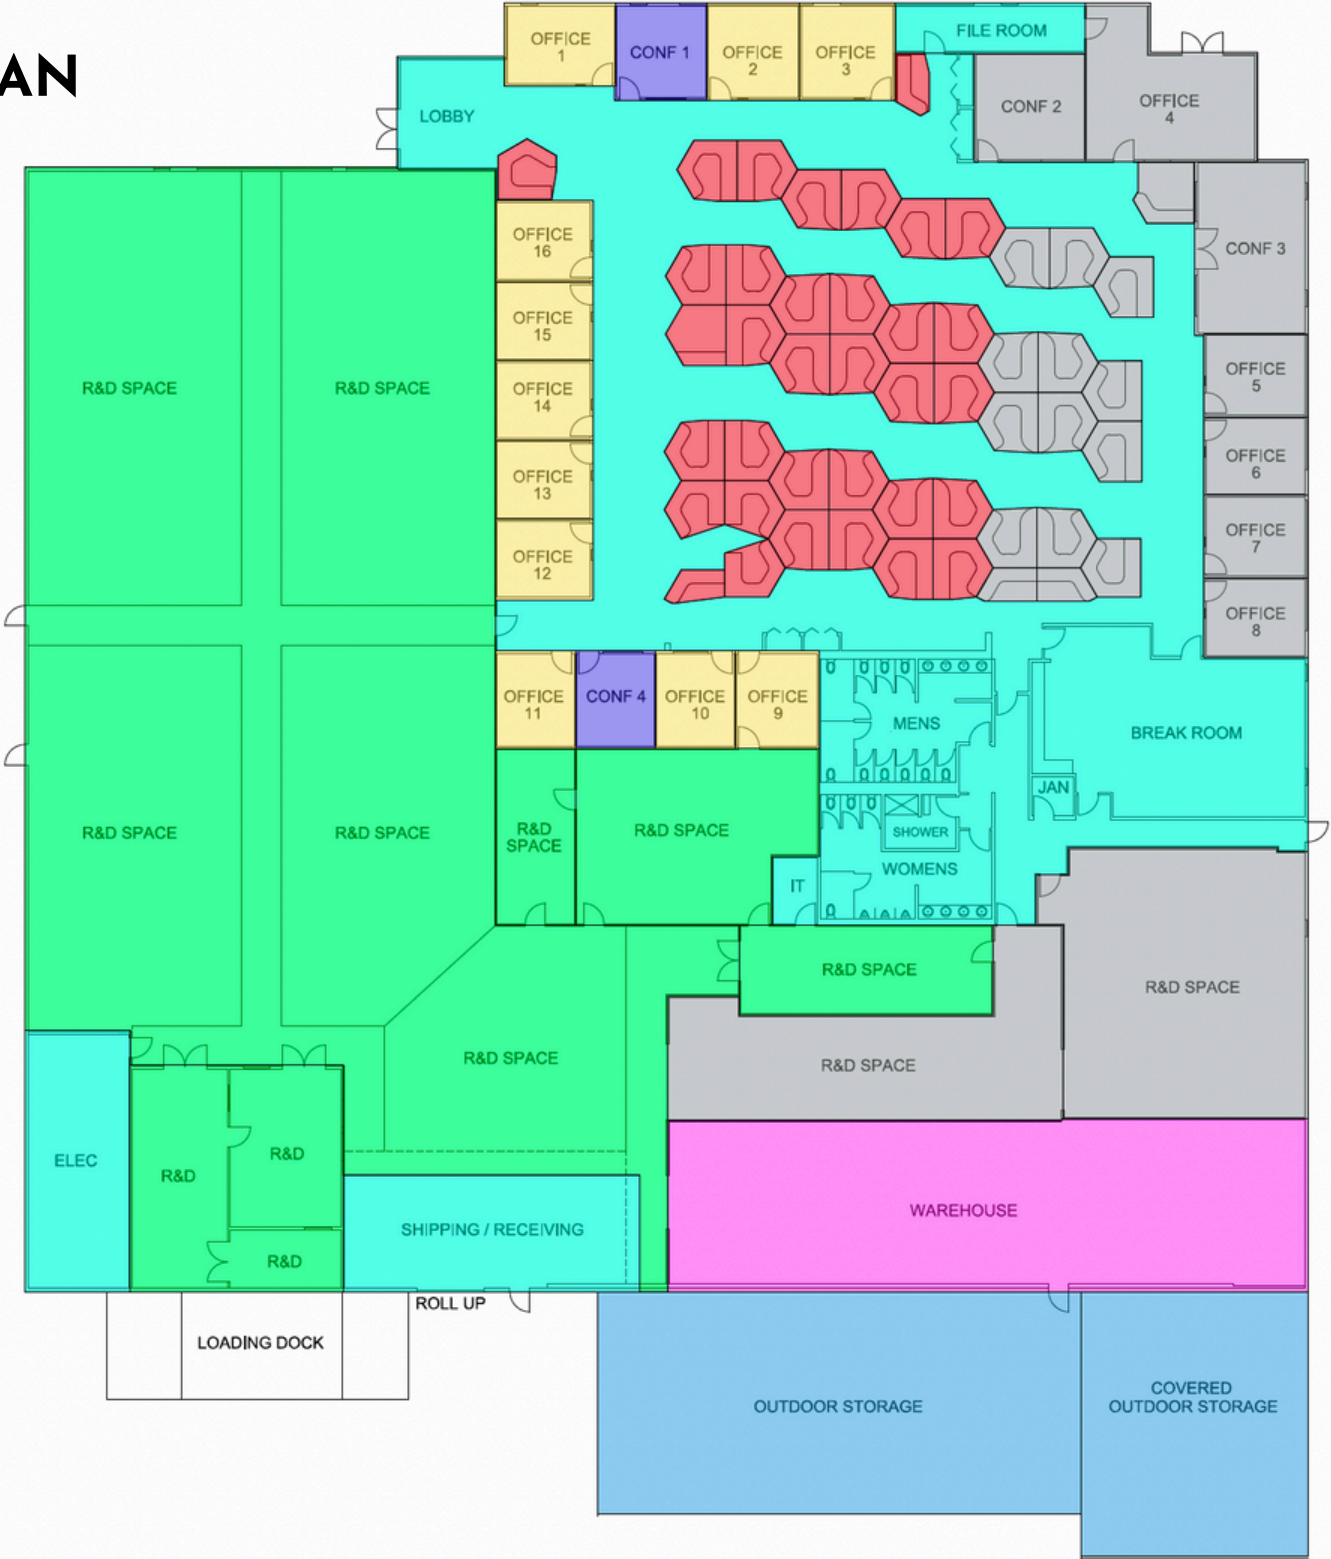 AN
OFFICE
1
CONF 1
OFFICE
2
OFFICE
3
FILE ROOM
LOBBY
CONF 2
OFFICE
4
OFFICE
16
CONF 3
OFFICE
15
R&D SPACE
R&D SPACE
OFFICE
14
OFFICE
5
OFFICE
13
OFFICE
6
OFFICE
12
OFFICE
7
OFFICE
8
OFFICE
11
CONF 4
OFFICE
10
OFFICE
9
MENS
BREAK ROOM
JAN
R&D SPACE
R&D SPACE
R&D
SPACE
R&D SPACE
SHOWER
WOMENS
IT
R&D SPACE
R&D SPACE
R&D SPACE
R&D SPACE
ELEC
R&D
R&D
R&D
SHIPPING / RECEIVING
WAREHOUSE
ROLL UP
LOADING DOCK
OUTDOOR STORAGE
COVERED
OUTDOOR STORAGE